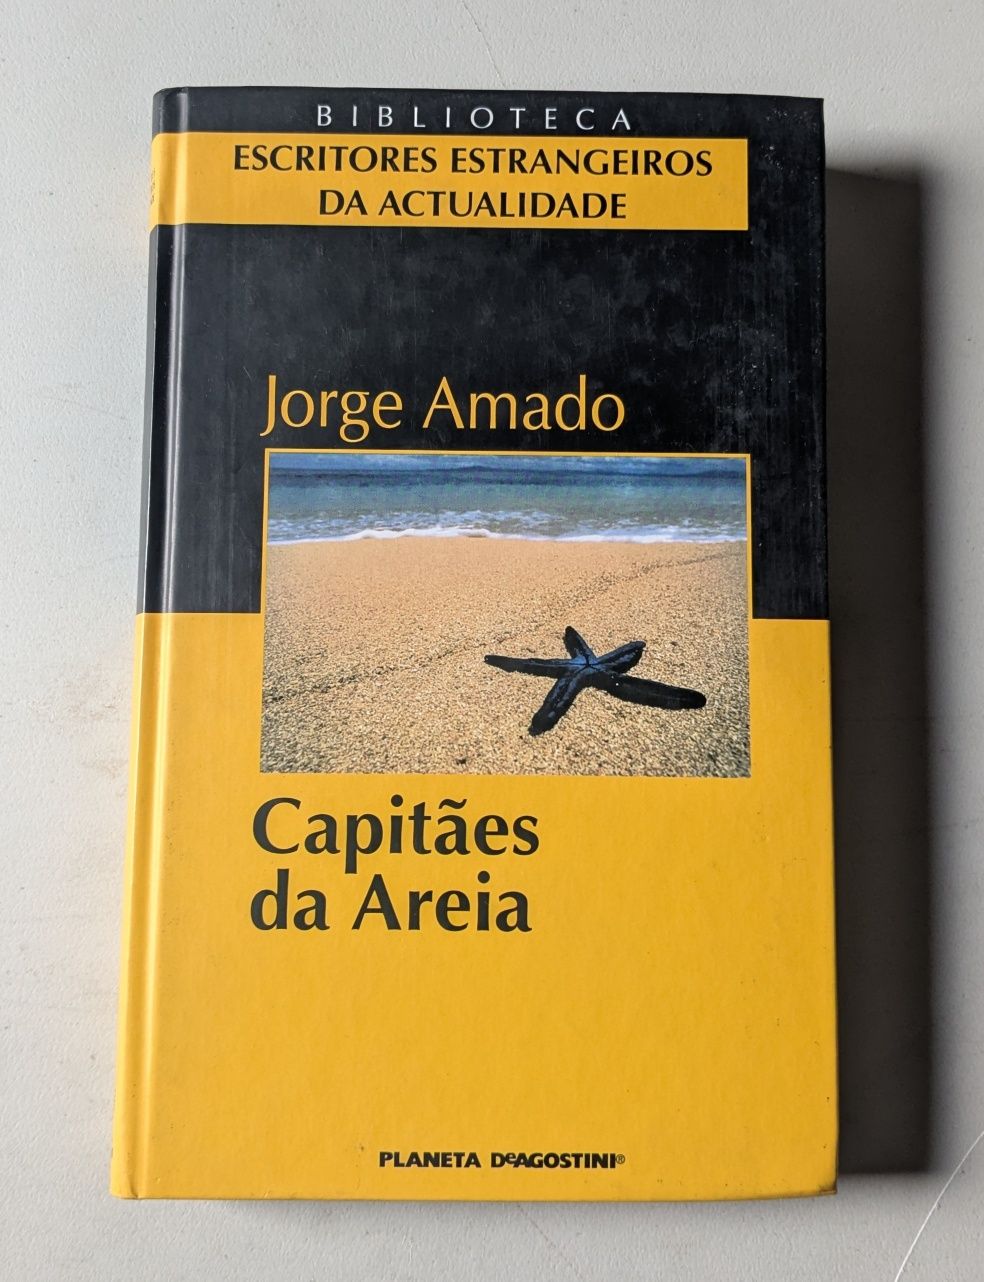 BIBLIOTECA
ESCRITORES ESTRANGEIROS
DA ACTUALIDADE
Jorge Amado
Capitães
da Areia
PLANETA DeAGOSTINI®